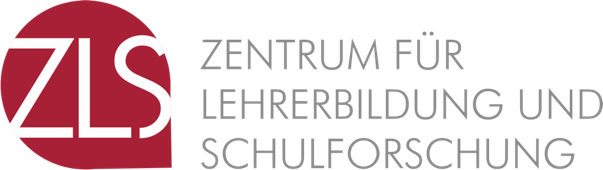 ZLS
ZENTRUM FÜR
LEHRERBILDUNG UND
SCHULFORSCHUNG